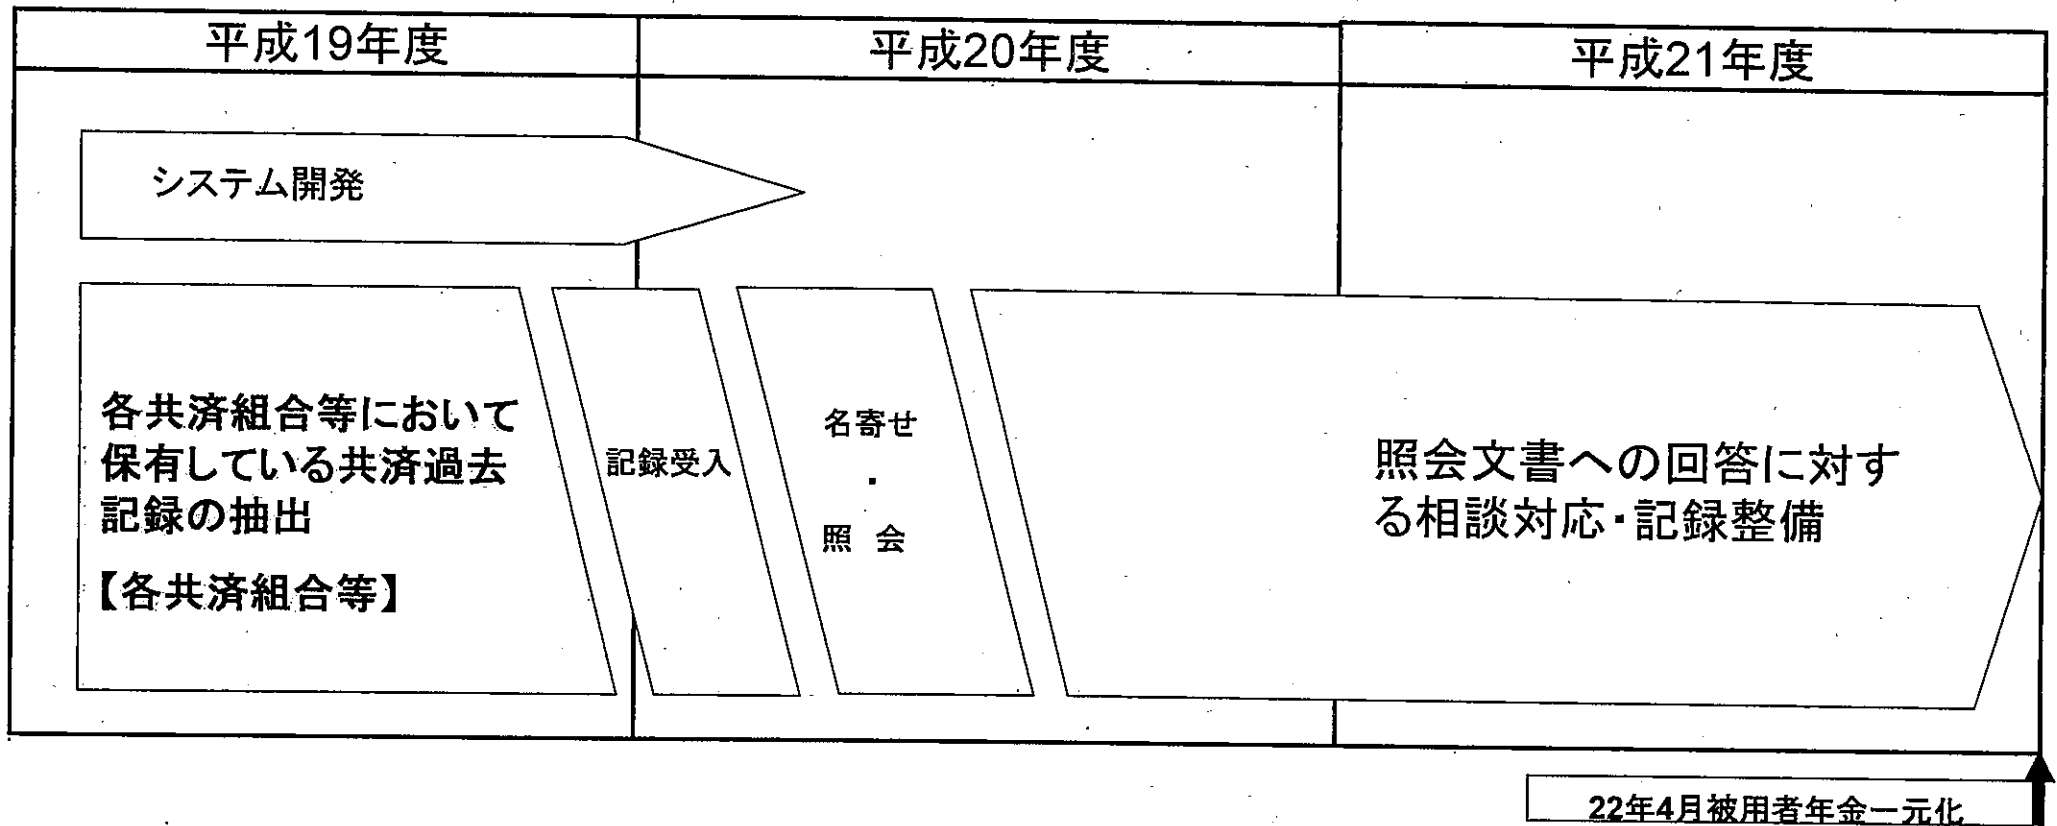 平成19年度
平成20年度
平成21年度
システム開発
各共済組合等において
保有している共済過去
記録の抽出
【各共済組合等】
記録受入
名寄せ
・
照 会
照会文書への回答に対す
る相談対応・記録整備
22年4月被用者年金一元化